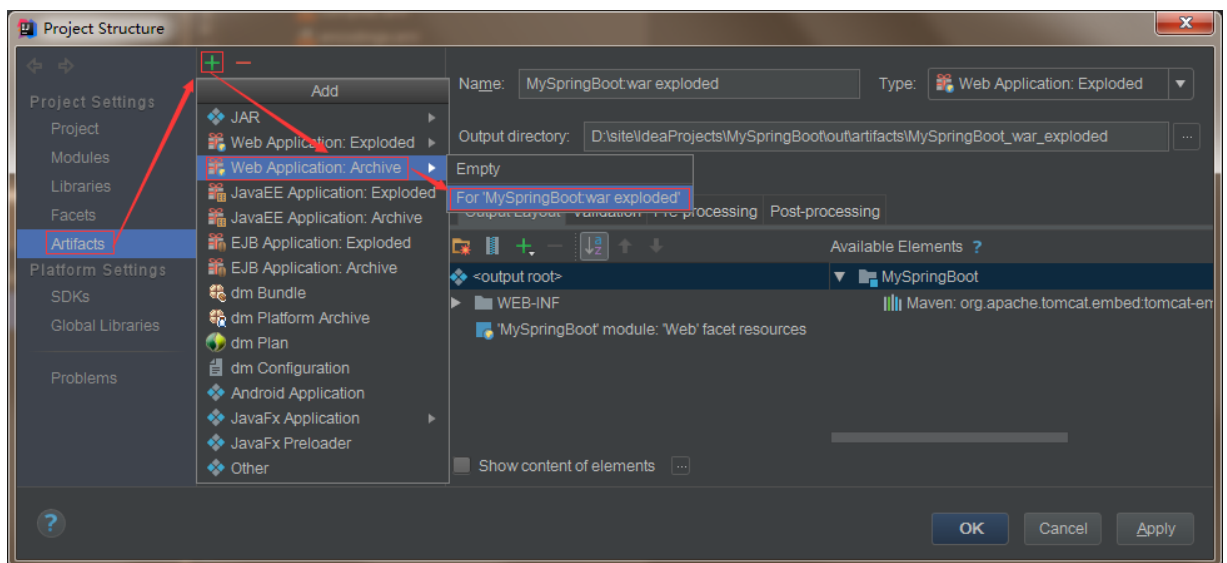 Project Structure
Project Settings
Project
Modules
Libraries
Facets
Artifacts
Platform Settings
SDKs
Global Libraries
Problems
Add
JAR
Web Application: Exploded
Web Application: Archive
JavaEE Application: Exploded
JavaEE Application: Archive
EJB Application: Exploded
EJB Application: Archive
dm Bundle
dm Platform Archive
dm Plan
dm Configuration
Android Application
JavaFx Application
JavaFx Preloader
Other
Empty
For 'MySpringBoot:war exploded'
Name: MySpringBoot:war exploded
Type: Web Application: Exploded
Output directory: D:\site\IdeaProjects\MySpringBoot\out\artifacts\MySpringBoot_war_exploded
Output Layout Validation Pre-processing Post-processing
<output root>
WEB-INF
'MySpringBoot' module: 'Web' facet resources
Available Elements ?
MySpringBoot
Maven: org.apache.tomcat.embed:tomcat-em
Show content of elements ...
? OK Cancel Apply